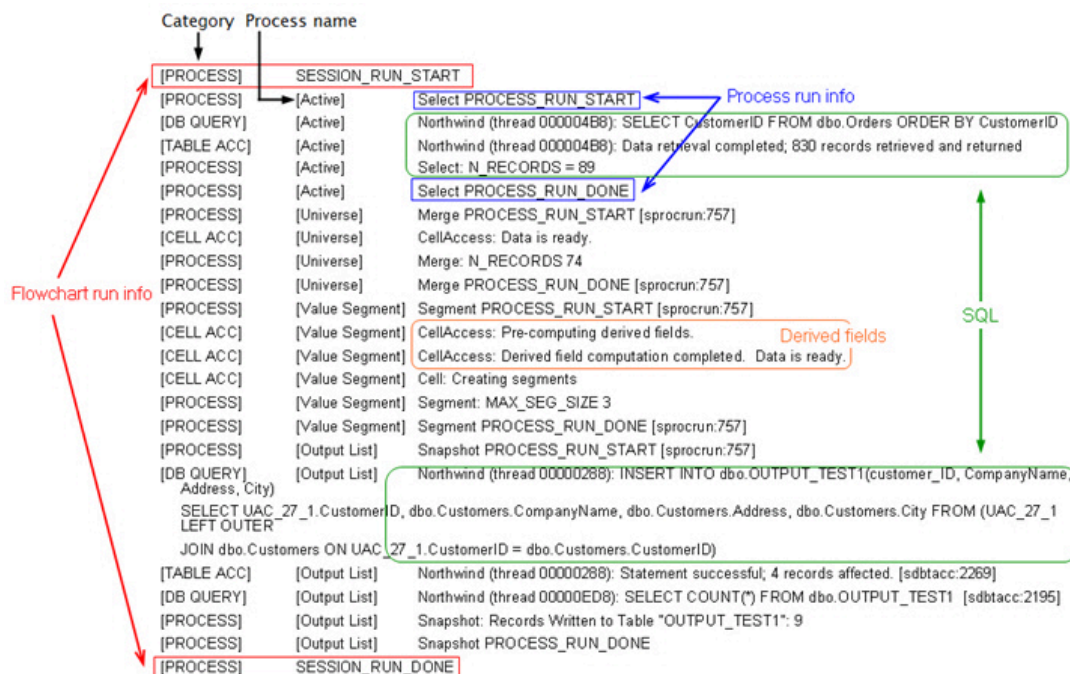 Category Process name
[PROCESS] SESSION_RUN_START
[PROCESS] [Active] Select PROCESS_RUN_START
Process run info
[DB QUERY] [Active] Northwind (thread 000004B8): SELECT CustomerID FROM dbo.Orders ORDER BY CustomerID
[TABLE ACC] [Active] Northwind (thread 000004B8): Data retrieval completed; 830 records retrieved and returned
[PROCESS] [Active] Select: N_RECORDS = 89
[PROCESS] [Active] Select PROCESS_RUN_DONE
[PROCESS] [Universe] Merge PROCESS_RUN_START [sprocrun:757]
[CELL ACC] [Universe] CellAccess: Data is ready.
[PROCESS] [Universe] Merge: N_RECORDS 74
[PROCESS] [Universe] Merge PROCESS_RUN_DONE [sprocrun:757]
Flowchart run info
[PROCESS] [Value Segment] Segment PROCESS_RUN_START [sprocrun:757]
SQL
[CELL ACC] [Value Segment] CellAccess: Pre-computing derived fields.
Derived fields
[CELL ACC] [Value Segment] CellAccess: Derived field computation completed. Data is ready.
[CELL ACC] [Value Segment] Cell: Creating segments
[PROCESS] [Value Segment] Segment: MAX_SEG_SIZE 3
[PROCESS] [Value Segment] Segment PROCESS_RUN_DONE [sprocrun:757]
[PROCESS] [Output List] Snapshot PROCESS_RUN_START [sprocrun:757]
[DB QUERY] [Output List] Northwind (thread 00000288): INSERT INTO dbo.OUTPUT_TEST1(customer_ID, CompanyName,
Address, City)
SELECT UAC_27_1.CustomerID, dbo.Customers.CompanyName, dbo.Customers.Address, dbo.Customers.City FROM (UAC_27_1
LEFT OUTER
JOIN dbo.Customers ON UAC_27_1.CustomerID = dbo.Customers.CustomerID)
[TABLE ACC] [Output List] Northwind (thread 00000288): Statement successful; 4 records affected. [sdbtacc:2269]
[DB QUERY] [Output List] Northwind (thread 00000ED8): SELECT COUNT(*) FROM dbo.OUTPUT_TEST1 [sdbtacc:2195]
[PROCESS] [Output List] Snapshot: Records Written to Table "OUTPUT_TEST1": 9
[PROCESS] [Output List] Snapshot PROCESS_RUN_DONE
[PROCESS] SESSION_RUN_DONE